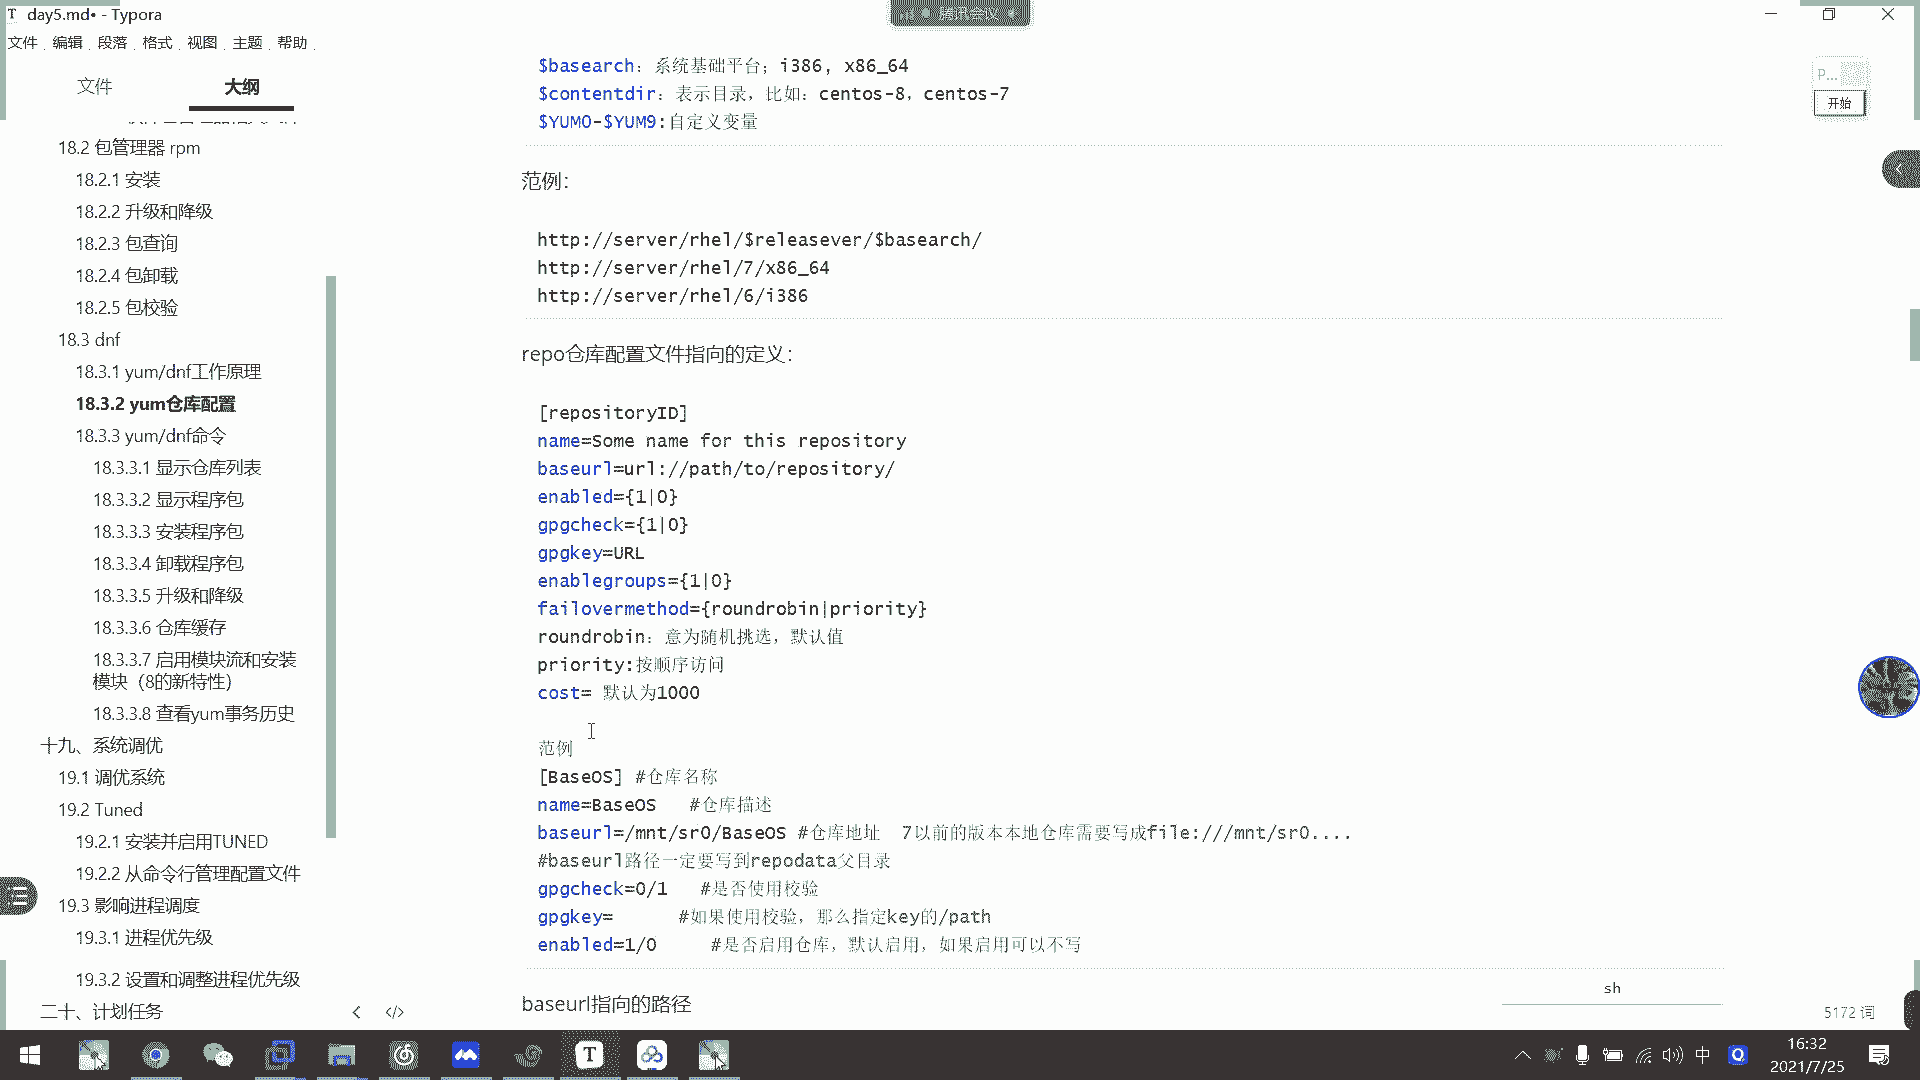 day5.md• - Typora
腾讯会议
文件 编辑 段落 格式 视图 主题 帮助
文件 大纲
18.2 包管理器 rpm
18.2.1 安装
18.2.2 升级和降级
18.2.3 包查询
18.2.4 包卸载
18.2.5 包校验
18.3 dnf
18.3.1 yum/dnf工作原理
18.3.2 yum仓库配置
18.3.3 yum/dnf命令
18.3.3.1 显示仓库列表
18.3.3.2 显示程序包
18.3.3.3 安装程序包
18.3.3.4 卸载程序包
18.3.3.5 升级和降级
18.3.3.6 仓库缓存
18.3.3.7 启用模块流和安装
模块（8的新特性）
18.3.3.8 查看yum事务历史
十九、系统调优
19.1 调优系统
19.2 Tuned
19.2.1 安装并启用TUNED
19.2.2 从命令行管理配置文件
19.3 影响进程调度
19.3.1 进程优先级
19.3.2 设置和调整进程优先级
二十、计划任务
$basearch：系统基础平台；i386, x86_64
$contentdir：表示目录，比如：centos-8，centos-7
$YUM0-$YUM9:自定义变量
范例：
http://server/rhel/$releasever/$basearch/
http://server/rhel/7/x86_64
http://server/rhel/6/i386
repo仓库配置文件指向的定义：
[repositoryID]
name=Some name for this repository
baseurl=url://path/to/repository/
enabled={1|0}
gpgcheck={1|0}
gpgkey=URL
enablegroups={1|0}
failovermethod={roundrobin|priority}
roundrobin：意为随机挑选，默认值
priority:按顺序访问
cost= 默认为1000
范例
[BaseOS] #仓库名称
name=BaseOS #仓库描述
baseurl=/mnt/sr0/BaseOS #仓库地址 7以前的版本本地仓库需要写成file:///mnt/sr0....
#baseurl路径一定要写到repodata父目录
gpgcheck=0/1 #是否使用校验
gpgkey= #如果使用校验，那么指定key的/path
enabled=1/0 #是否启用仓库，默认启用，如果启用可以不写
sh
baseurl指向的路径
5172 词
P...
开始
中
16:32
2021/7/25